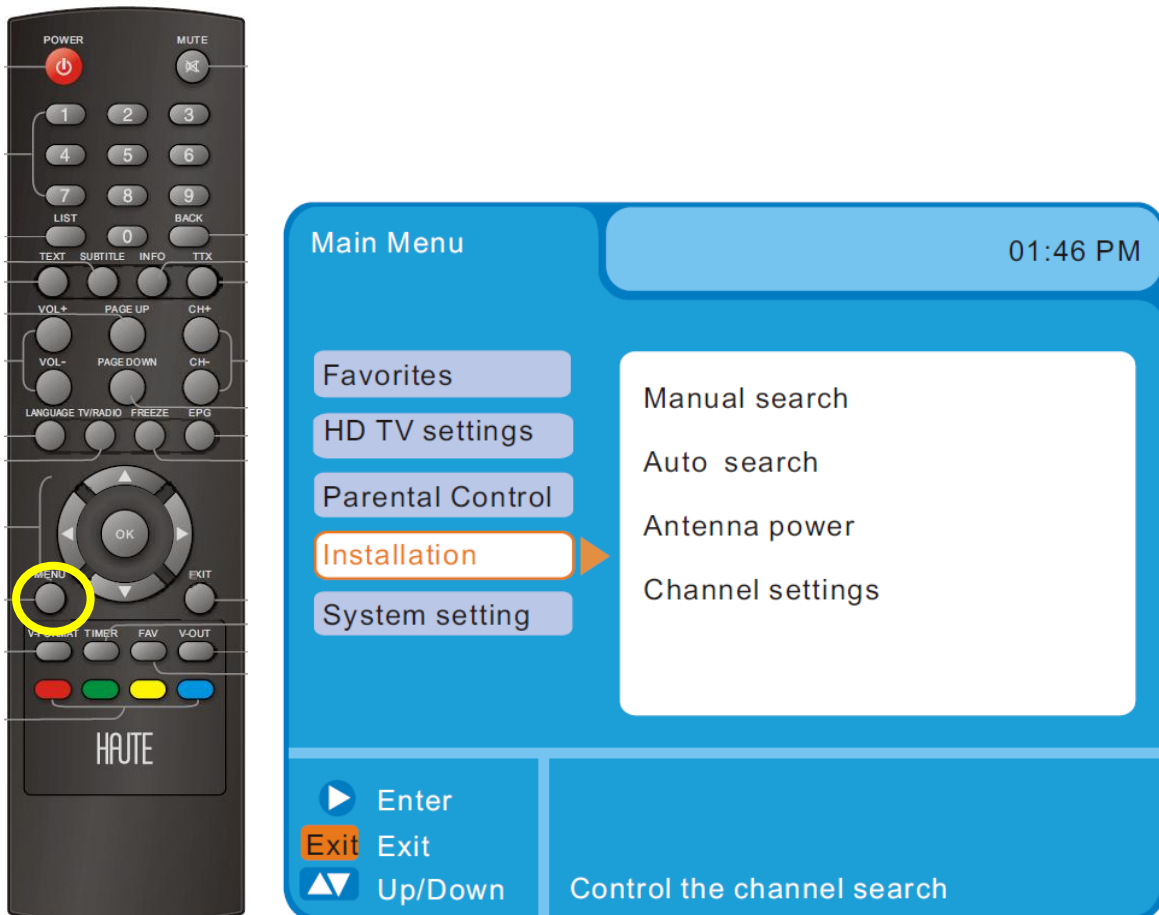 POWER MUTE
1 2 3
4 5 6
7 8 9
LIST 0 BACK
TEXT SUBTITLE INFO TTX
VOL+ PAGE UP CH+
VOL- PAGE DOWN CH-
LANGUAGE TV/RADIO FREEZE EPG
OK
MENU EXIT
V-FORMAT TIMER FAV V-OUT
HAUTE
Main Menu
01:46 PM
Favorites
HD TV settings
Parental Control
Installation
System setting
Manual search
Auto search
Antenna power
Channel settings
Enter
Exit Exit
Up/Down
Control the channel search